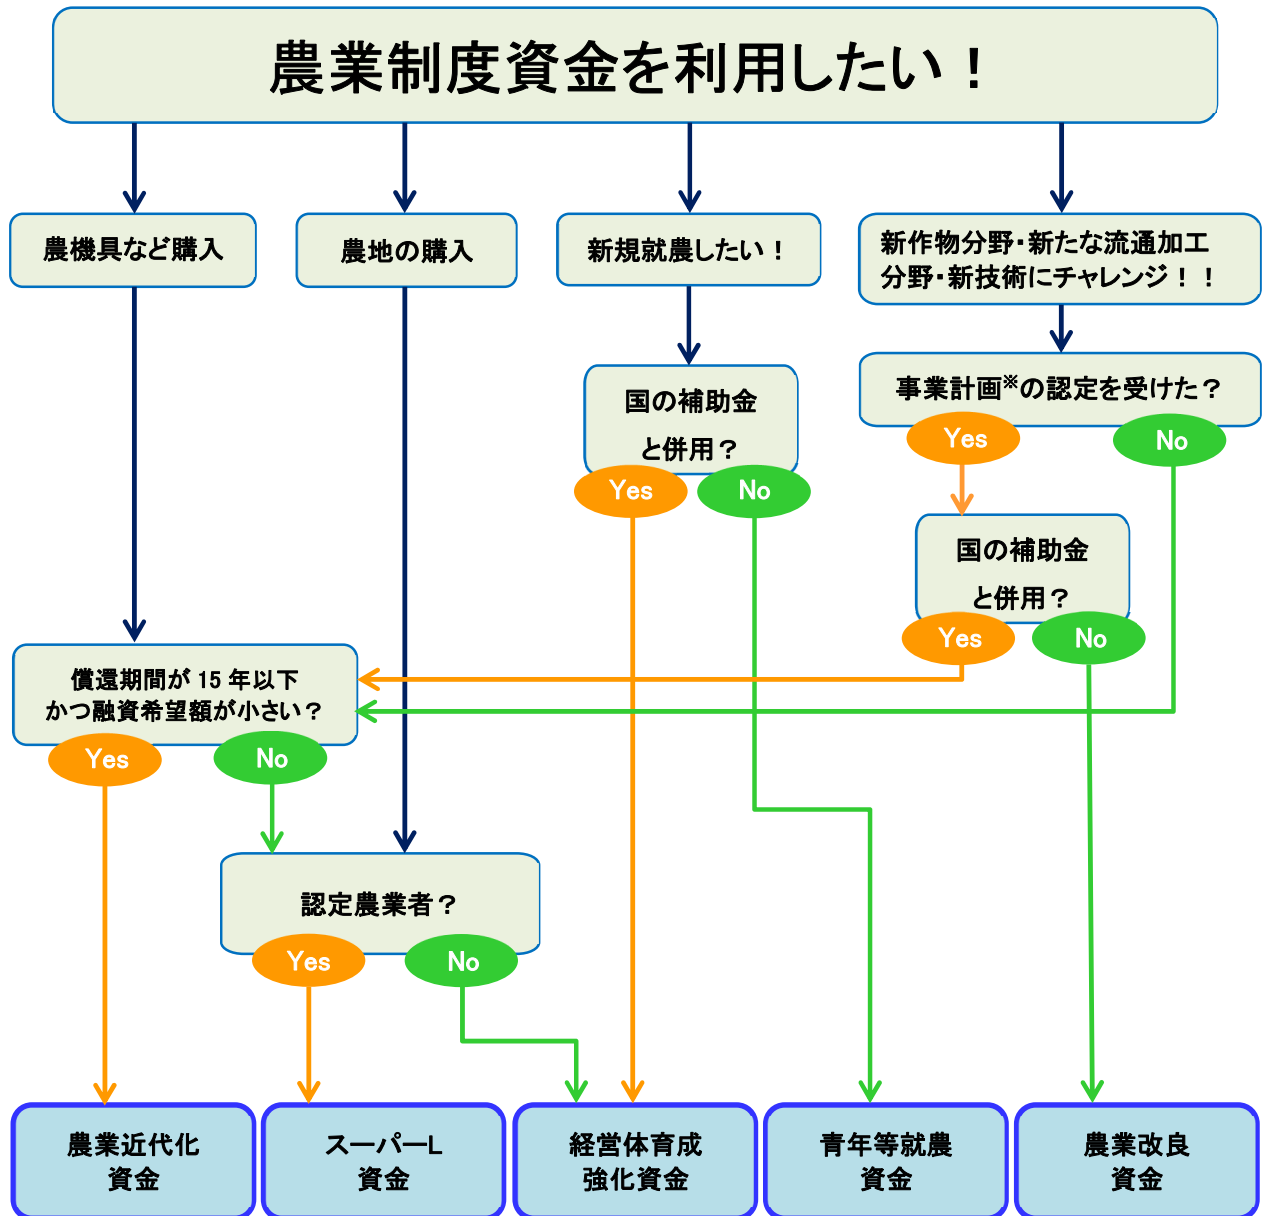 農業制度資金を利用したい！
農機具など購入
農地の購入
新規就農したい！
新作物分野・新たな流通加工
分野・新技術にチャレンジ！！
事業計画※の認定を受けた？
Yes
No
国の補助金
と併用？
Yes
No
国の補助金
と併用？
Yes
No
償還期間が 15 年以下
かつ融資希望額が小さい？
Yes
No
認定農業者？
Yes
No
農業近代化
資金
スーパーL
資金
経営体育成
強化資金
青年等就農
資金
農業改良
資金